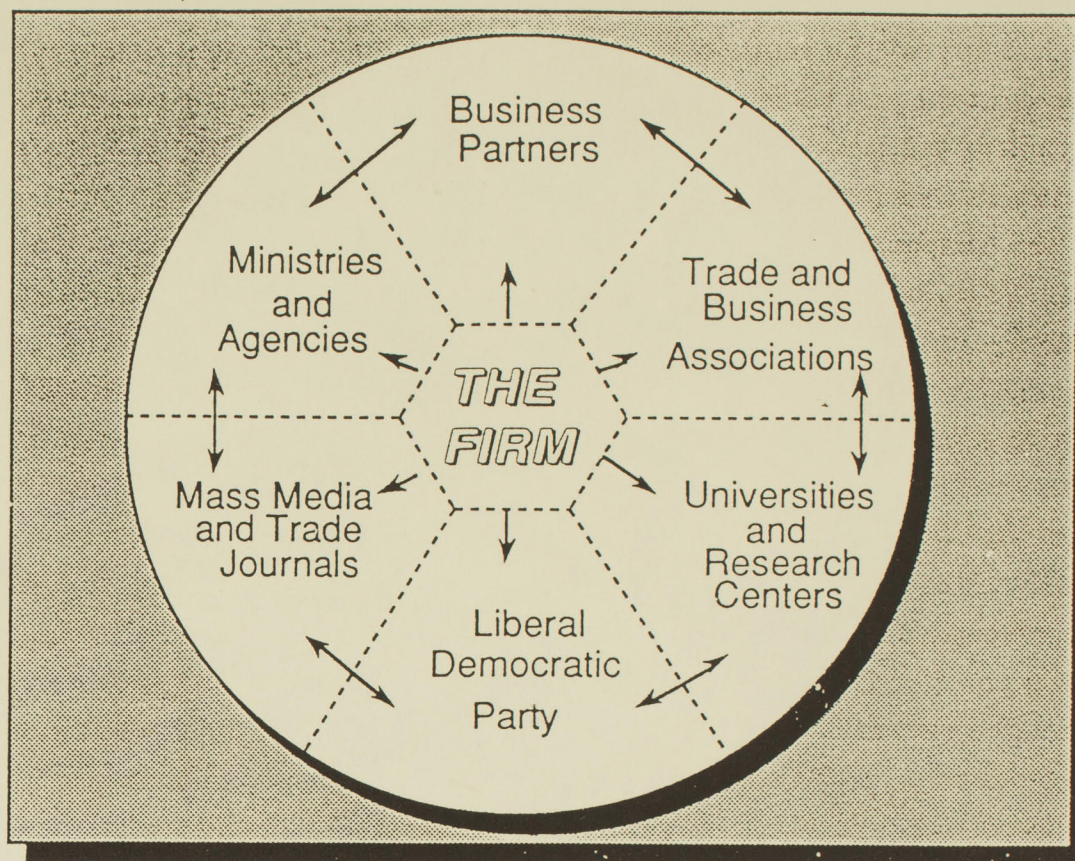 Business
Partners
Trade and
Business
Associations
Universities
and
Research
Centers
Liberal
Democratic
Party
Mass Media
and Trade
Journals
Ministries
and
Agencies
THE
FIRM